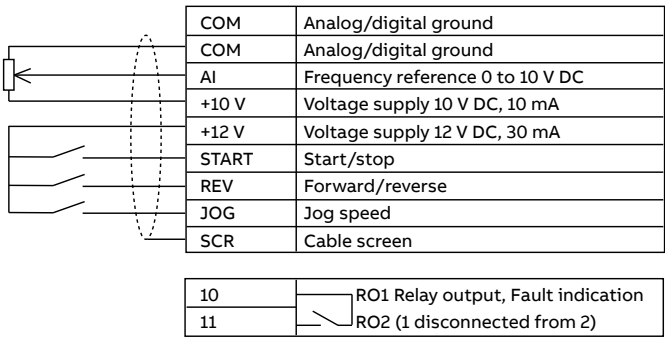 COM Analog/digital ground
COM Analog/digital ground
AI Frequency reference 0 to 10 V DC
+10 V Voltage supply 10 V DC, 10 mA
+12 V Voltage supply 12 V DC, 30 mA
START Start/stop
REV Forward/reverse
JOG Jog speed
SCR Cable screen
10 RO1 Relay output, Fault indication
11 RO2 (1 disconnected from 2)